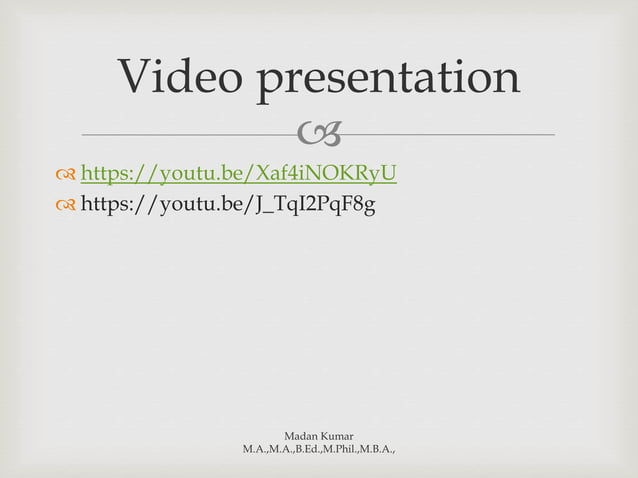 Video presentation
https://youtu.be/Xaf4iNOKRyU
https://youtu.be/J_TqI2PqF8g
Madan Kumar
M.A.,M.A.,B.Ed.,M.Phil.,M.B.A.,